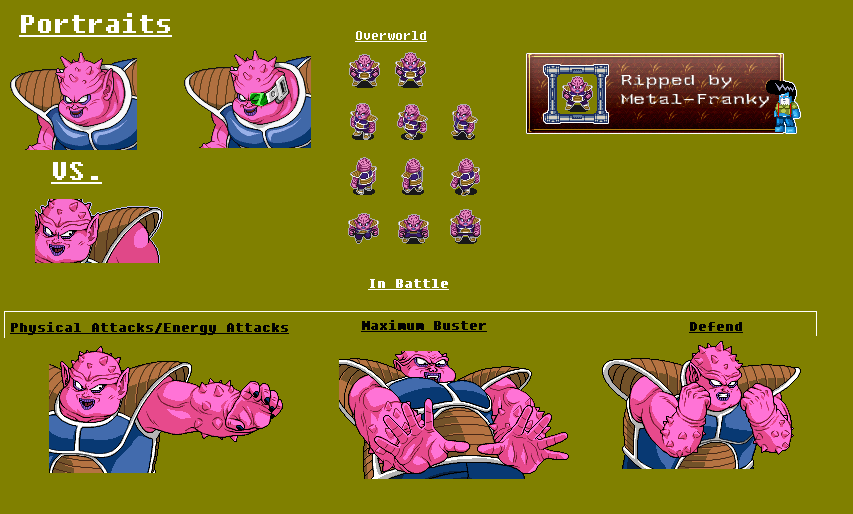 Portraits
Overworld
Ripped by
Metal-Franky
VS.
In Battle
Physical Attacks/Energy Attacks
Maximum Buster
Defend